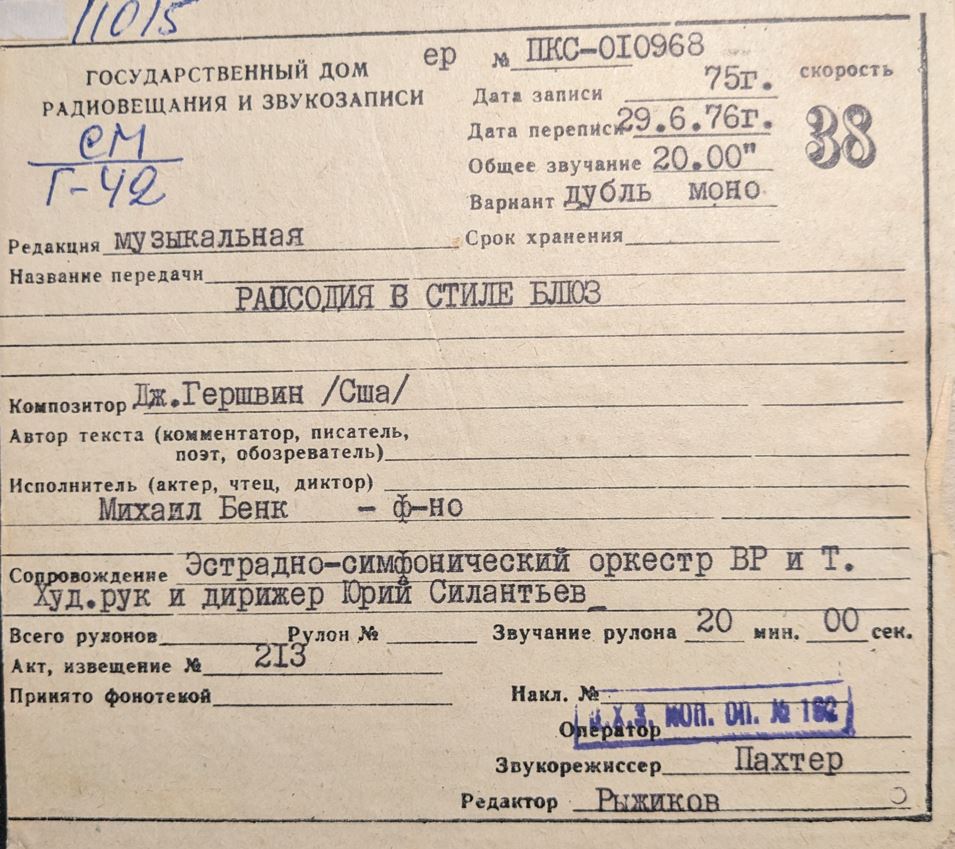 11015
ГОСУДАРСТВЕННЫЙ ДОМ
РАДИОВЕЩАНИЯ И ЗВУКОЗАПИСИ
СМ
Г-42
ер № ПКС-010968
Дата записи 75г.
Дата переписи 29.6.76г.
Общее звучание 20.00"
Вариант дубль моно
скорость
38
Редакция музыкальная Срок хранения
Название передачи
РАПСОДИЯ В СТИЛЕ БЛЮЗ
Композитор Дж.Гершвин /Сша/
Автор текста (комментатор, писатель,
поэт, обозреватель)
Исполнитель (актер, чтец, диктор)
Михаил Бенк - ф-но
Сопровождение Эстрадно-симфонический оркестр ВР и Т.
Худ.рук и дирижер Юрий Силантьев
Всего рулонов Рулон № Звучание рулона 20 мин. 00 сек.
Акт, извещение № 213
Принято фонотекой Накл. №
МОП. ОП. № 192
Оператор
Звукорежиссер Пахтер
Редактор Рыжиков